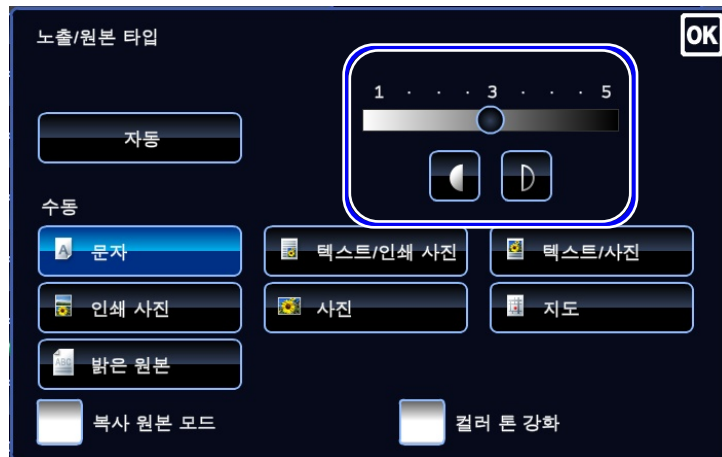 노출/원본 타입
OK
1 · · · 3 · · · 5
자동
수동
문자
텍스트/인쇄 사진
텍스트/사진
인쇄 사진
사진
지도
ABC 밝은 원본
복사 원본 모드
컬러 톤 강화